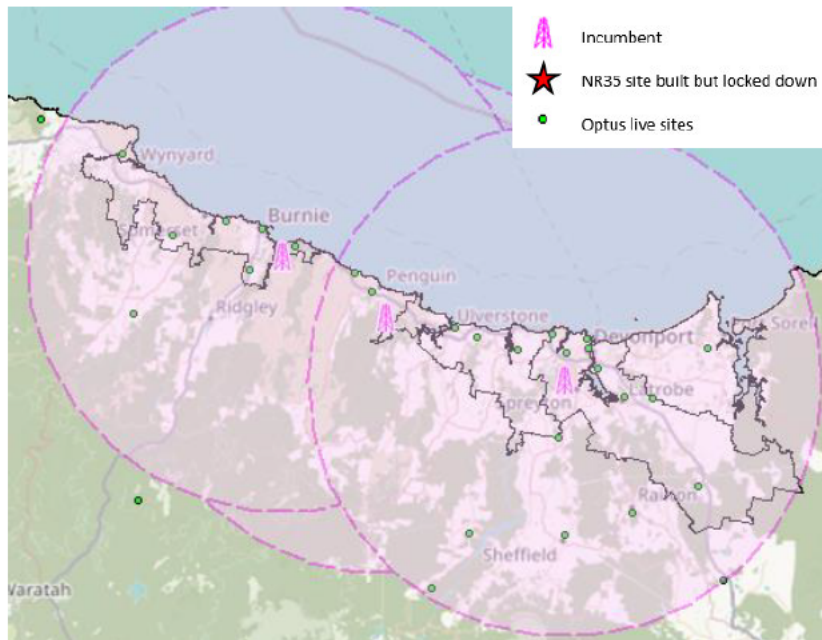 Incumbent
NR35 site built but locked down
Optus live sites
Wynyard
Somerset
Burnie
Penguin
Ridgley
Ulverstone
Devonport
Sorell
Latrobe
Spreyton
Railton
Sheffield
Waratah